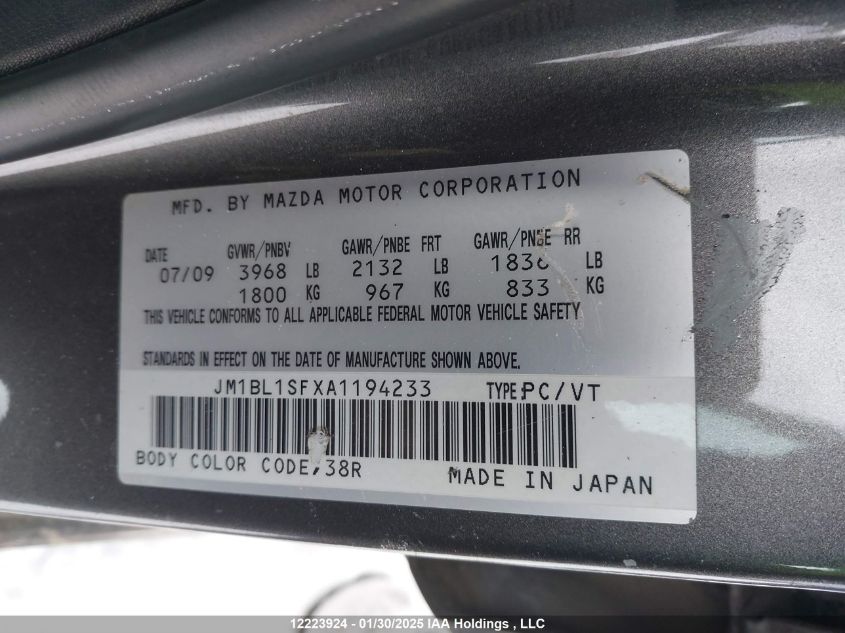 MFD. BY MAZDA MOTOR CORPORATION
DATE GVWR/PNBV GAWR/PNBE FRT GAWR/PNBE RR
07/09 3968 LB 2132 LB 1836 LB
1800 KG 967 KG 833 KG
THIS VEHICLE CONFORMS TO ALL APPLICABLE FEDERAL MOTOR VEHICLE SAFETY
STANDARDS IN EFFECT ON THE DATE OF MANUFACTURE SHOWN ABOVE.
JM1BL1SFXA1194233 TYPE:PC/VT
BODY COLOR CODE:38R MADE IN JAPAN
12223924 - 01/30/2025 IAA Holdings , LLC